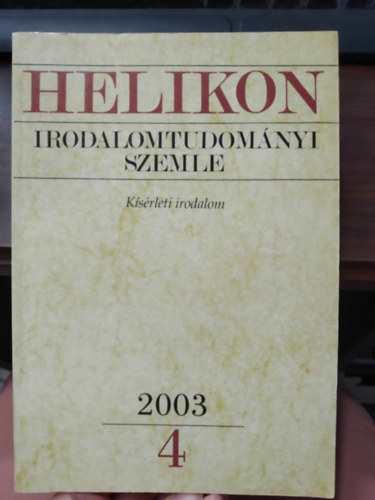 HELIKON
IRODALOMTUDOMÁNYI
SZEMLE
Kísérleti irodalom
2003
4